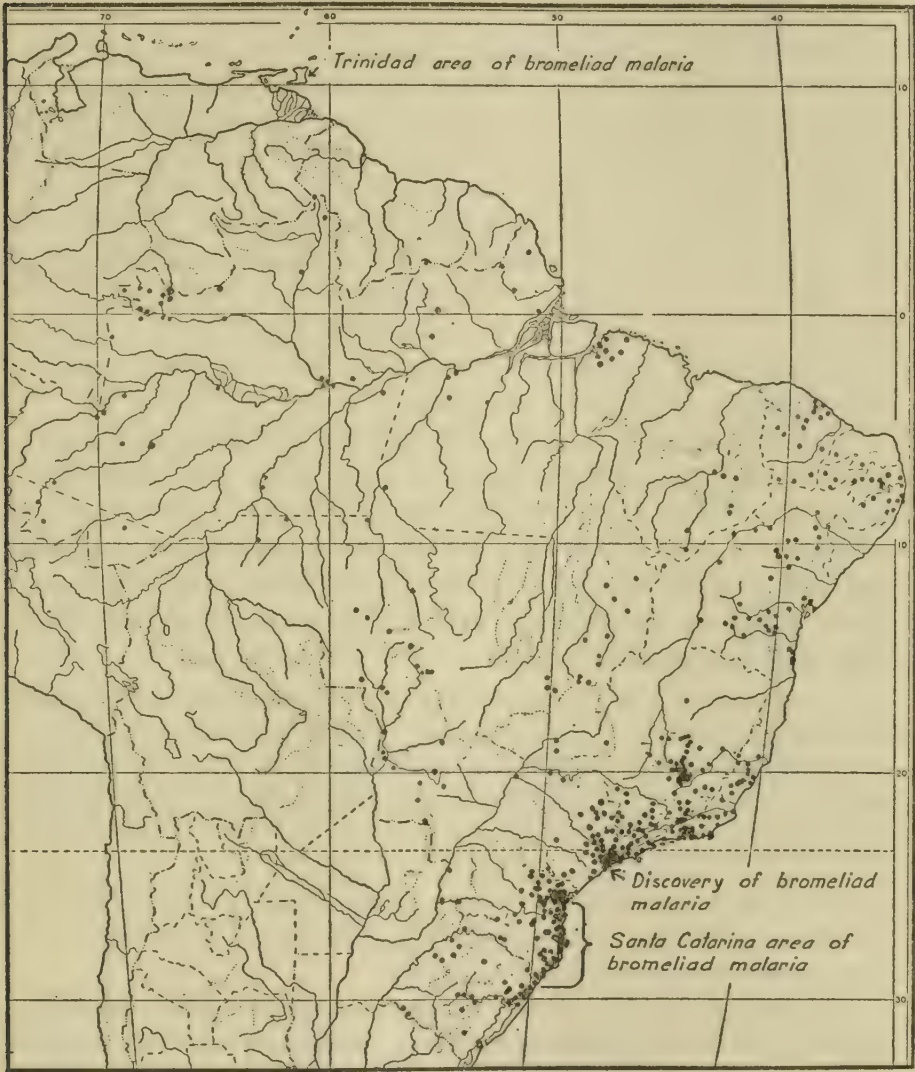 70
60
50
40
Trinidad area of bromeliad malaria
10
0
10
20
Discovery of bromeliad
malaria
Santa Catarina area of
bromeliad malaria
30